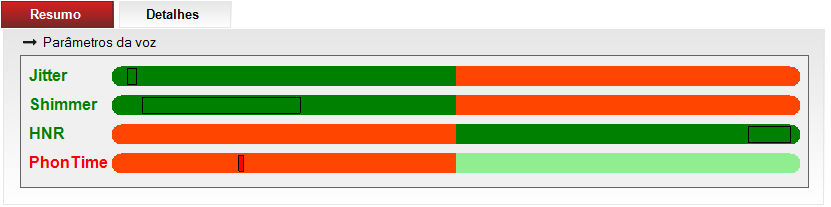 Resumo Detalhes
Parâmetros da voz
Jitter
Shimmer
HNR
PhonTime